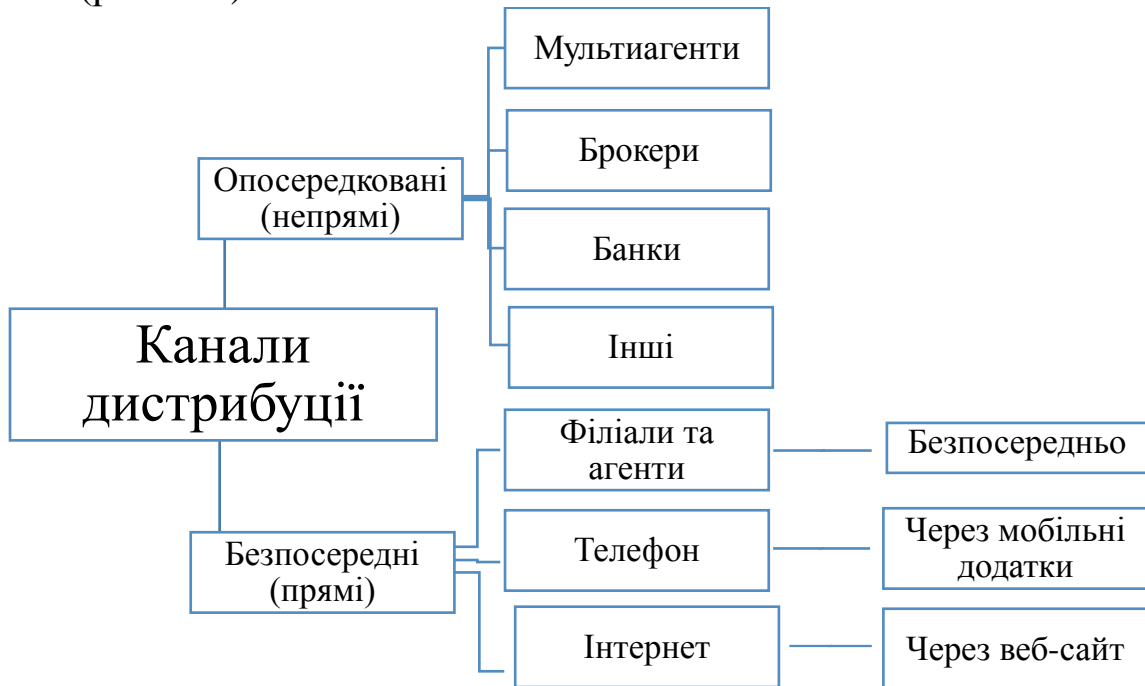 Мультиагенти
Брокери
Опосередковані
(непрямі)
Банки
Інші
Канали
дистрибуції
Філіали та
агенти
Безпосередньо
Безпосередні
(прямі)
Телефон
Через мобільні
додатки
Інтернет
Через веб-сайт